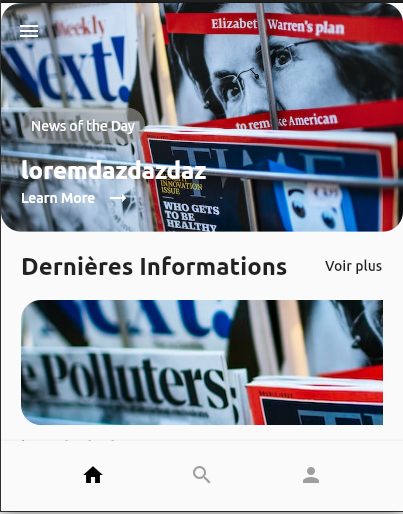 Weekly
Next!
Elizabeth Warren's plan
to remake American
News of the Day
loremdazdazdaz
Learn More
INNOVATION
ISSUE
WHO GETS
TO BE
HEALTHY
TIME
Dernières Informations
Voir plus
Next!
e Polluters;
TIME